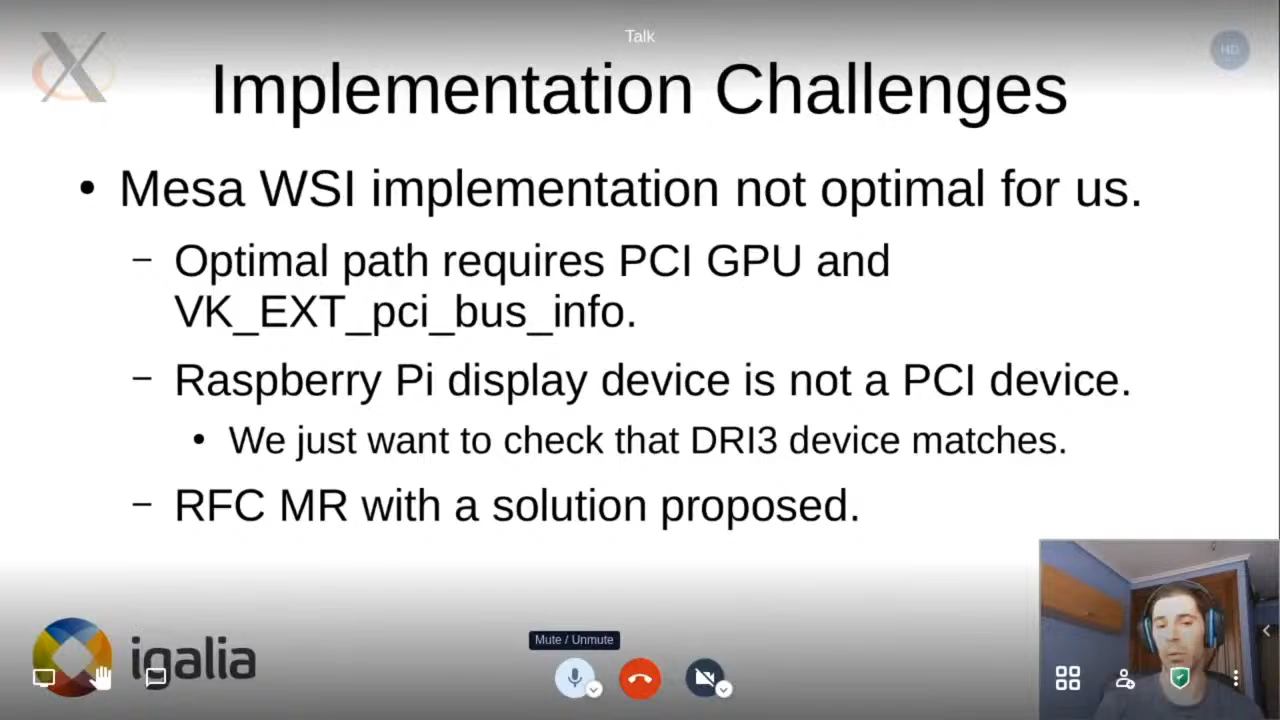 Talk
HD
Implementation Challenges
• Mesa WSI implementation not optimal for us.
– Optimal path requires PCI GPU and
VK_EXT_pci_bus_info.
– Raspberry Pi display device is not a PCI device.
• We just want to check that DRI3 device matches.
– RFC MR with a solution proposed.
igalia
Mute / Unmute